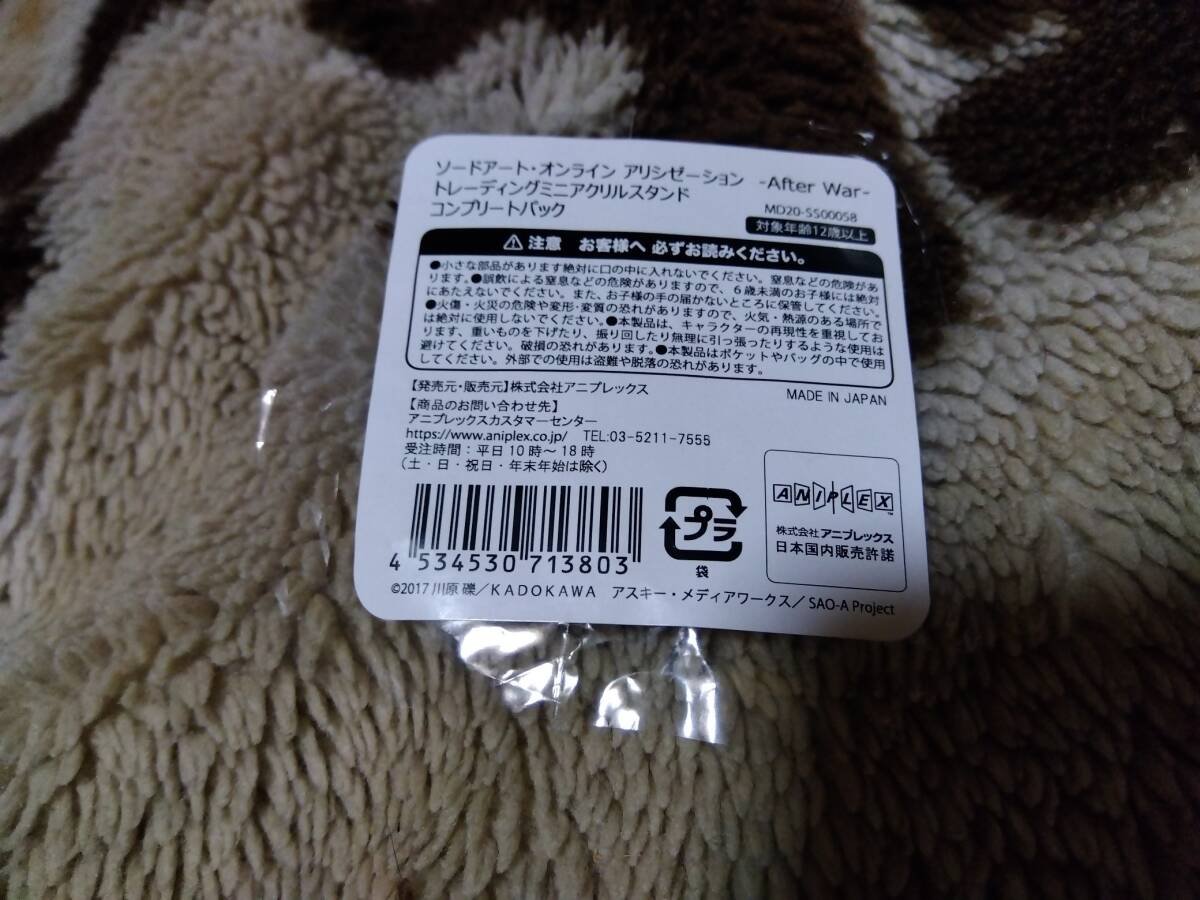 ソードアート・オンライン アリシゼーション -After War-
トレーディングミニアクリルスタンド
コンプリートパック
MD20-SS00058
対象年齢12歳以上
注意 お客様へ 必ずお読みください。
●小さな部品があります絶対に口の中に入れないでください。窒息などの危険があ
ります。●誤飲による窒息などの危険がありますので、6歳未満のお子様には絶対
にあたえないでください。また、お子様の手の届かないところに保管してください。
●火傷・火災の危険や変形・変質の恐れがありますので、火気・熱源のある場所で
は絶対に使用しないでください。●本製品は、キャラクターの再現性を重視してお
ります、重いものを下げたり、振り回したり無理に引っ張ったりするような使用は
避けてください。破損の恐れがあります。●本製品はポケットやバッグの中で使用
してください。外部での使用は盗難や脱落の恐れがあります。
【発売元・販売元】株式会社アニプレックス
MADE IN JAPAN
【商品のお問い合わせ先】
アニプレックスカスタマーセンター
https://www.aniplex.co.jp/ TEL:03-5211-7555
受注時間：平日10時～18時
（土・日・祝日・年末年始は除く）
4 534530 713803
プラ
袋
ANIPLEX
株式会社 アニプレックス
日本国内販売許諾
©2017 川原 礫／KADOKAWA アスキー・メディアワークス／SAO-A Project